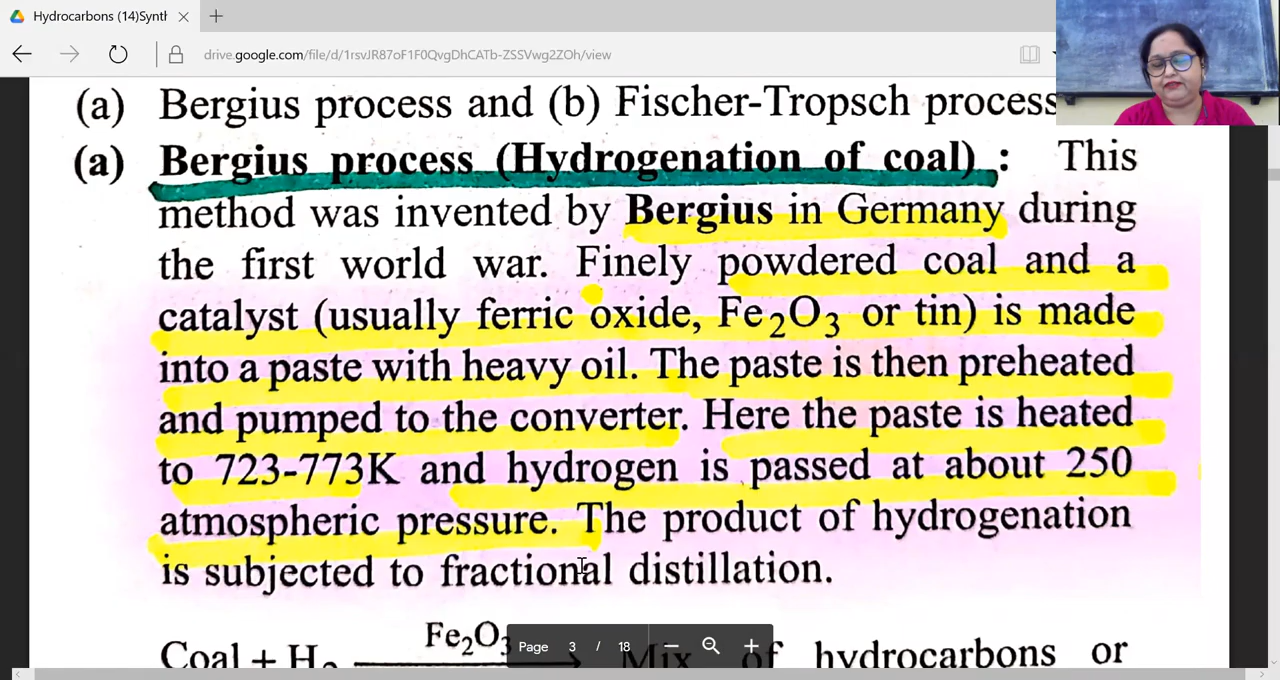 Hydrocarbons (14)Synth
drive.google.com/file/d/1rsvJR87oF1F0QvgDhCATb-ZSSVwg2ZOh/view
(a) Bergius process and (b) Fischer-Tropsch process
(a) Bergius process (Hydrogenation of coal) : This
method was invented by Bergius in Germany during
the first world war. Finely powdered coal and a
catalyst (usually ferric oxide, Fe₂O₃ or tin) is made
into a paste with heavy oil. The paste is then preheated
and pumped to the converter. Here the paste is heated
to 723-773K and hydrogen is passed at about 250
atmospheric pressure. The product of hydrogenation
is subjected to fractional distillation.
Fe₂O₃
Coal + H₂ → Mix of hydrocarbons or
Page 3 / 18